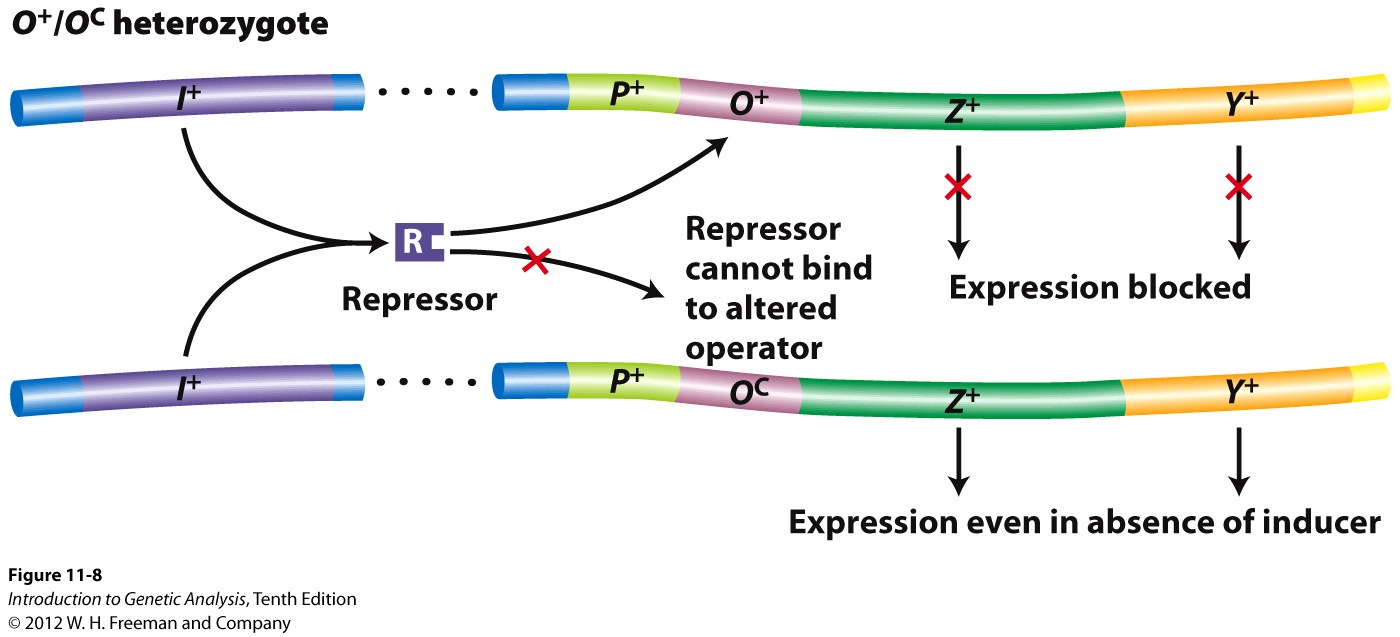 O+/OC heterozygote
I+ P+ O+ Z+ Y+
R
Repressor
Repressor
cannot bind
to altered
operator
Expression blocked
I+ P+ OC Z+ Y+
Expression even in absence of inducer
Figure 11-8
Introduction to Genetic Analysis, Tenth Edition
© 2012 W. H. Freeman and Company